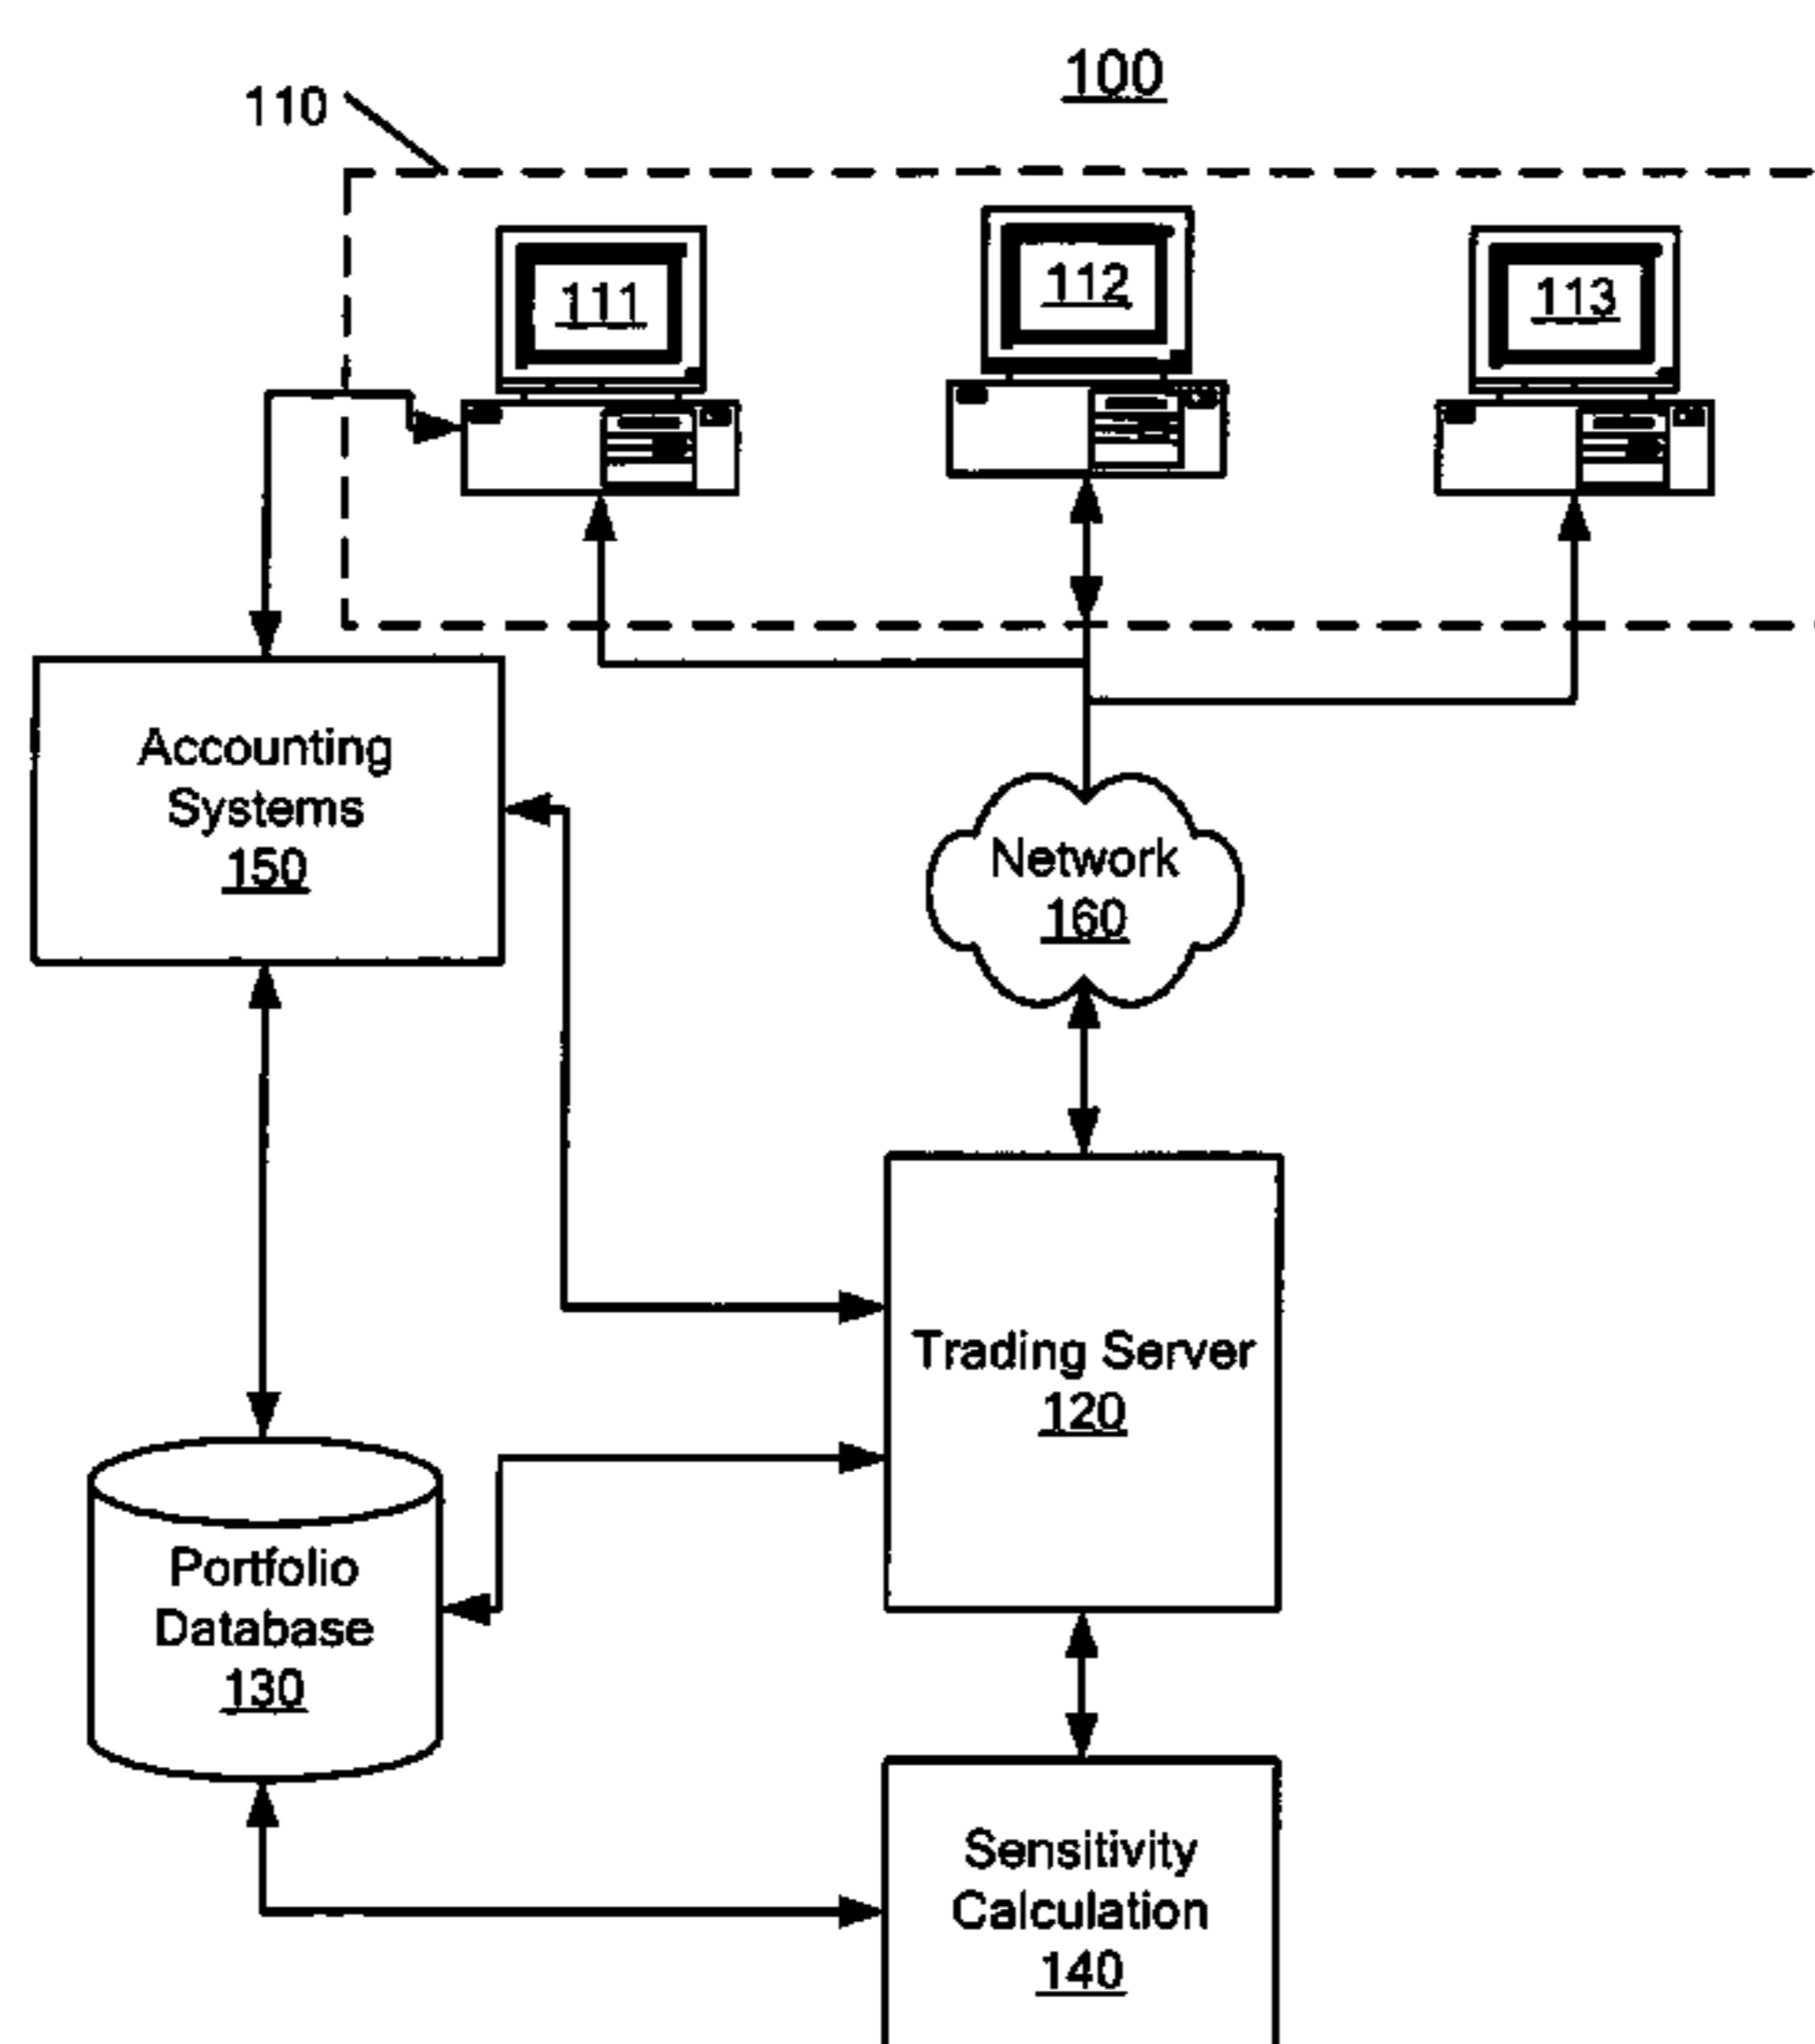 100
110
111
112
113
Accounting
Systems
150
Network
160
Trading Server
120
Portfolio
Database
130
Sensitivity
Calculation
140